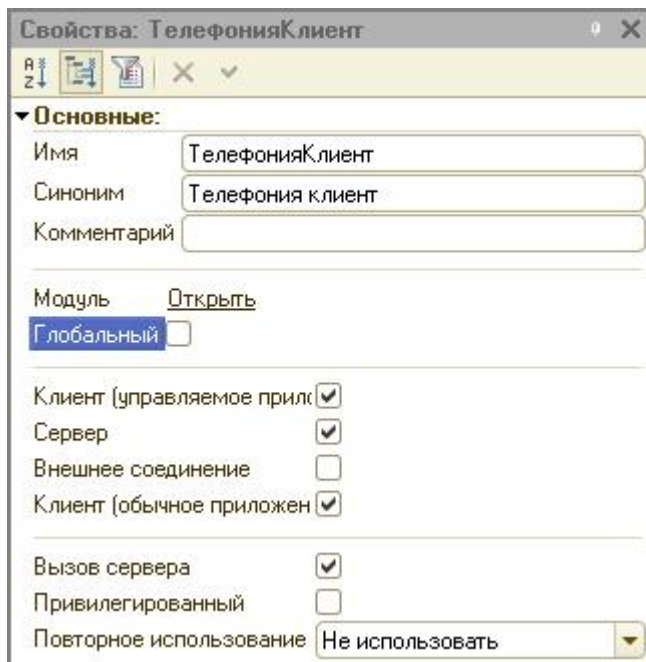 Свойства: ТелефонияКлиент
Основные:
Имя ТелефонияКлиент
Синоним Телефония клиент
Комментарий
Модуль Открыть
Глобальный
Клиент (управляемое прило
Сервер
Внешнее соединение
Клиент (обычное приложен
Вызов сервера
Привилегированный
Повторное использование Не использовать